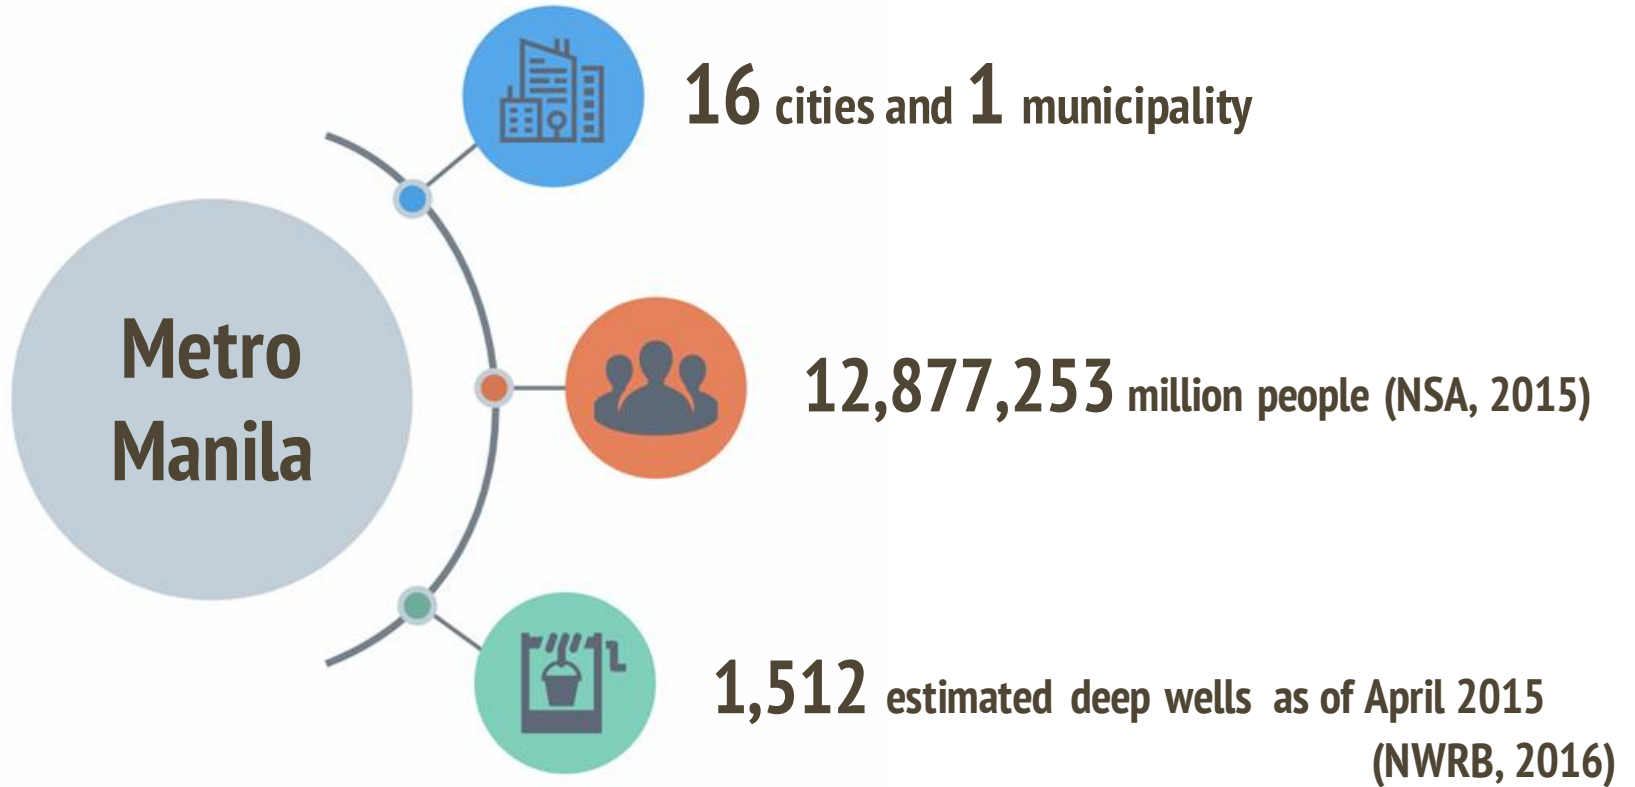 16 cities and 1 municipality
Metro
Manila
12,877,253 million people (NSA, 2015)
1,512 estimated deep wells as of April 2015
(NWRB, 2016)